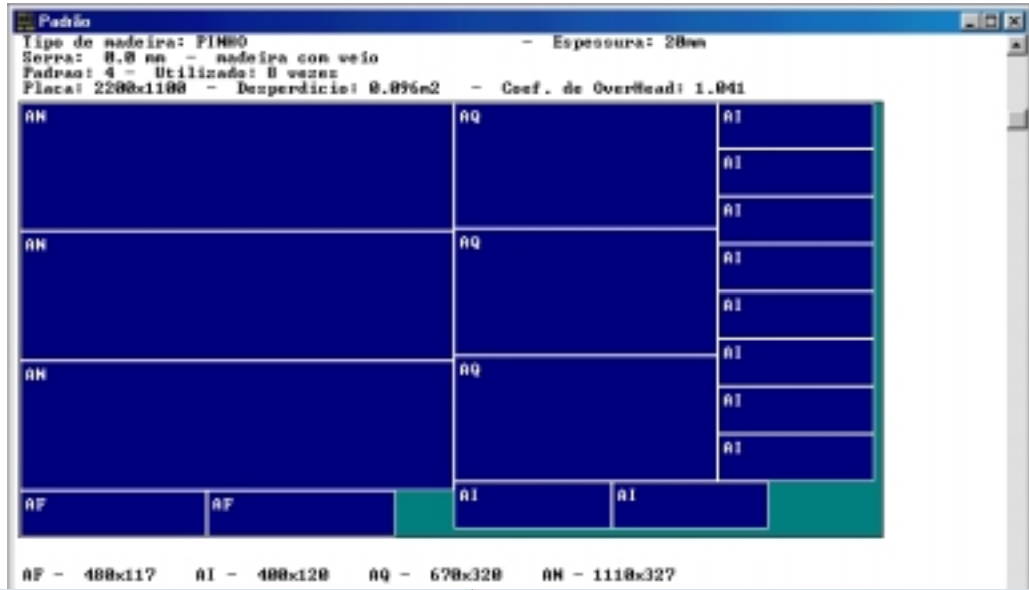 Padrão
Tipo de madeira: PINHO - Espessura: 20mm
Serra: 0.0 mm - madeira com veio
Padrao: 4 - Utilizado: 8 vezes
Placa: 2200x1100 - Desperdicio: 0.096m2 - Coef. de OverHead: 1.041
AN AQ AI
AI
AI
AN AQ AI
AI
AN AQ AI
AI
AI
AF AF AI AI
AF - 480x117 AI - 400x120 AQ - 670x320 AN - 1110x327